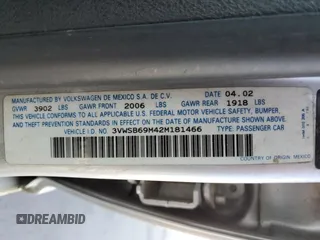 MANUFACTURED BY VOLKSWAGEN DE MEXICO S.A. DE C.V. DATE 04.02
GVWR 3902 LBS GAWR FRONT 2006 LBS GAWR REAR 1918 LBS
THIS VEHICLE CONFORMS TO ALL APPLICABLE U.S. FEDERAL MOTOR VEHICLE SAFETY, BUMPER,
AND THEFT PREVENTION STANDARDS IN EFFECT ON THE DATE OF MANUFACTURE SHOWN ABOVE.
VEHICLE I.D. NO.: 3VWSB69M42M181466 TYPE: PASSENGER CAR
COUNTRY OF ORIGIN MEXICO
DREAMBID